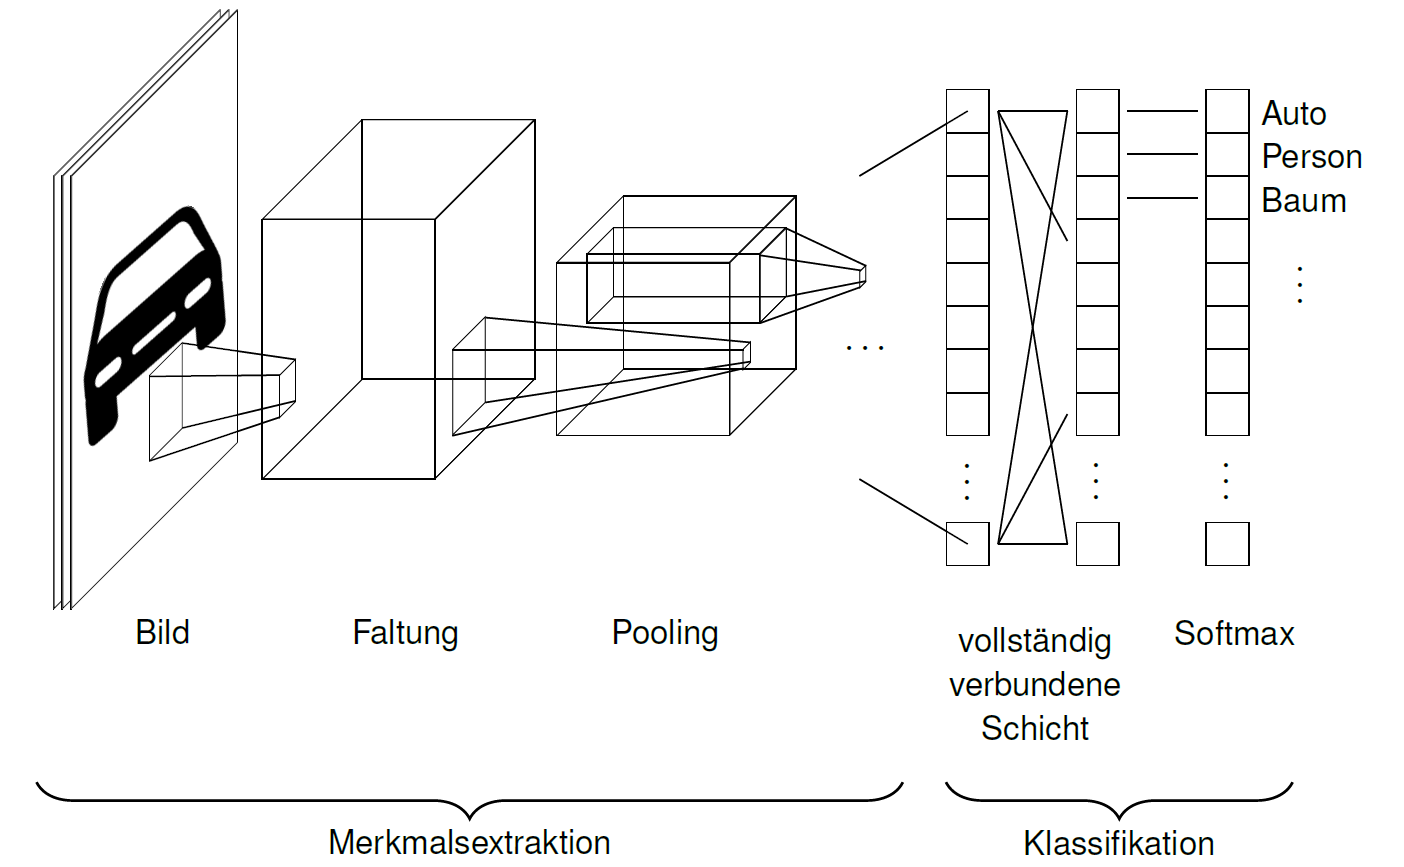 Auto
Person
Baum
Bild
Faltung
Pooling
vollständig
verbundene
Schicht
Softmax
Merkmalsextraktion
Klassifikation